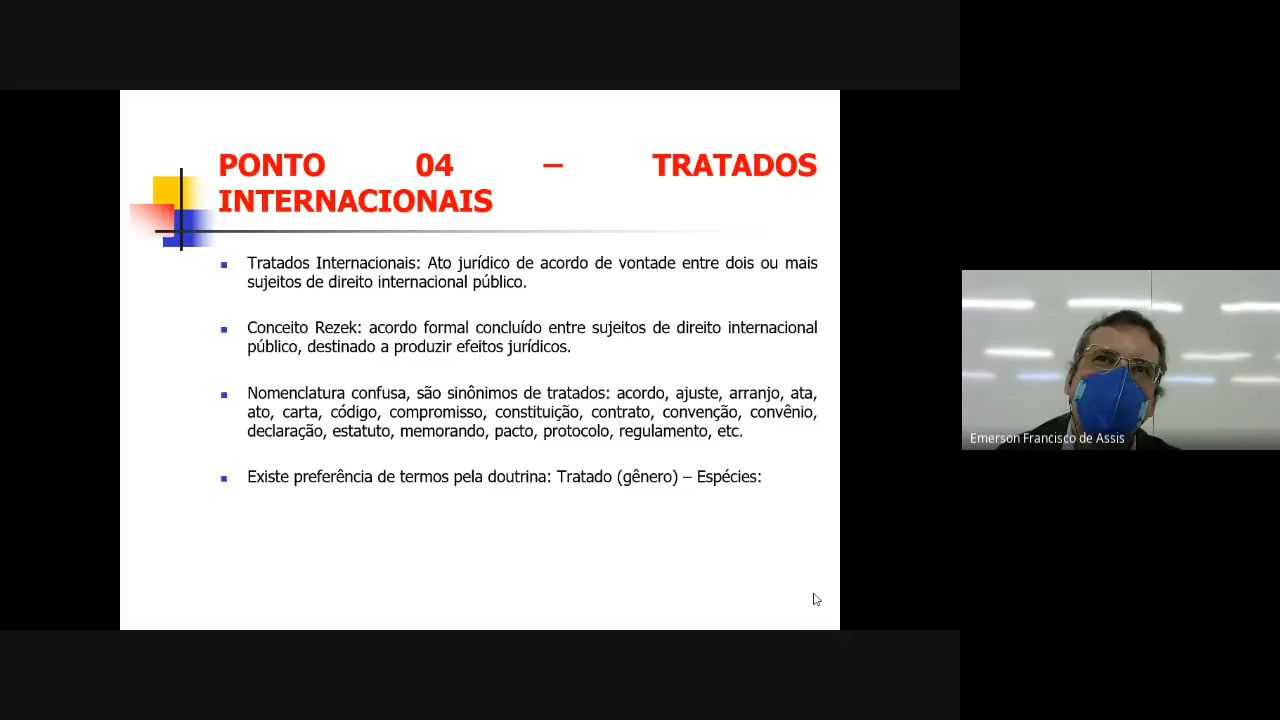 PONTO 04 – TRATADOS
INTERNACIONAIS
Tratados Internacionais: Ato jurídico de acordo de vontade entre dois ou mais
sujeitos de direito internacional público.
Conceito Rezek: acordo formal concluído entre sujeitos de direito internacional
público, destinado a produzir efeitos jurídicos.
Nomenclatura confusa, são sinônimos de tratados: acordo, ajuste, arranjo, ata,
ato, carta, código, compromisso, constituição, contrato, convenção, convênio,
declaração, estatuto, memorando, pacto, protocolo, regulamento, etc.
Existe preferência de termos pela doutrina: Tratado (gênero) – Espécies:
Emerson Francisco de Assis